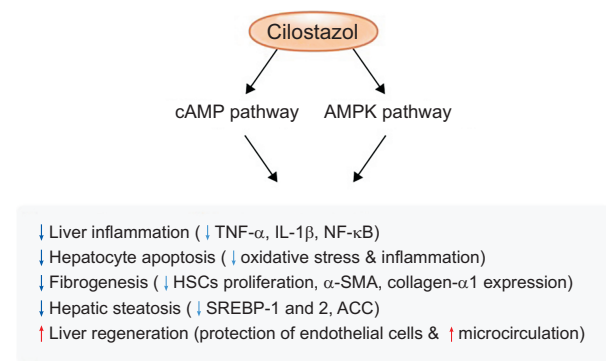 Cilostazol
cAMP pathway AMPK pathway
↓ Liver inflammation (↓ TNF-α, IL-1β, NF-κB)
↓ Hepatocyte apoptosis (↓ oxidative stress & inflammation)
↓ Fibrogenesis (↓ HSCs proliferation, α-SMA, collagen-α1 expression)
↓ Hepatic steatosis (↓ SREBP-1 and 2, ACC)
↑ Liver regeneration (protection of endothelial cells & ↑ microcirculation)